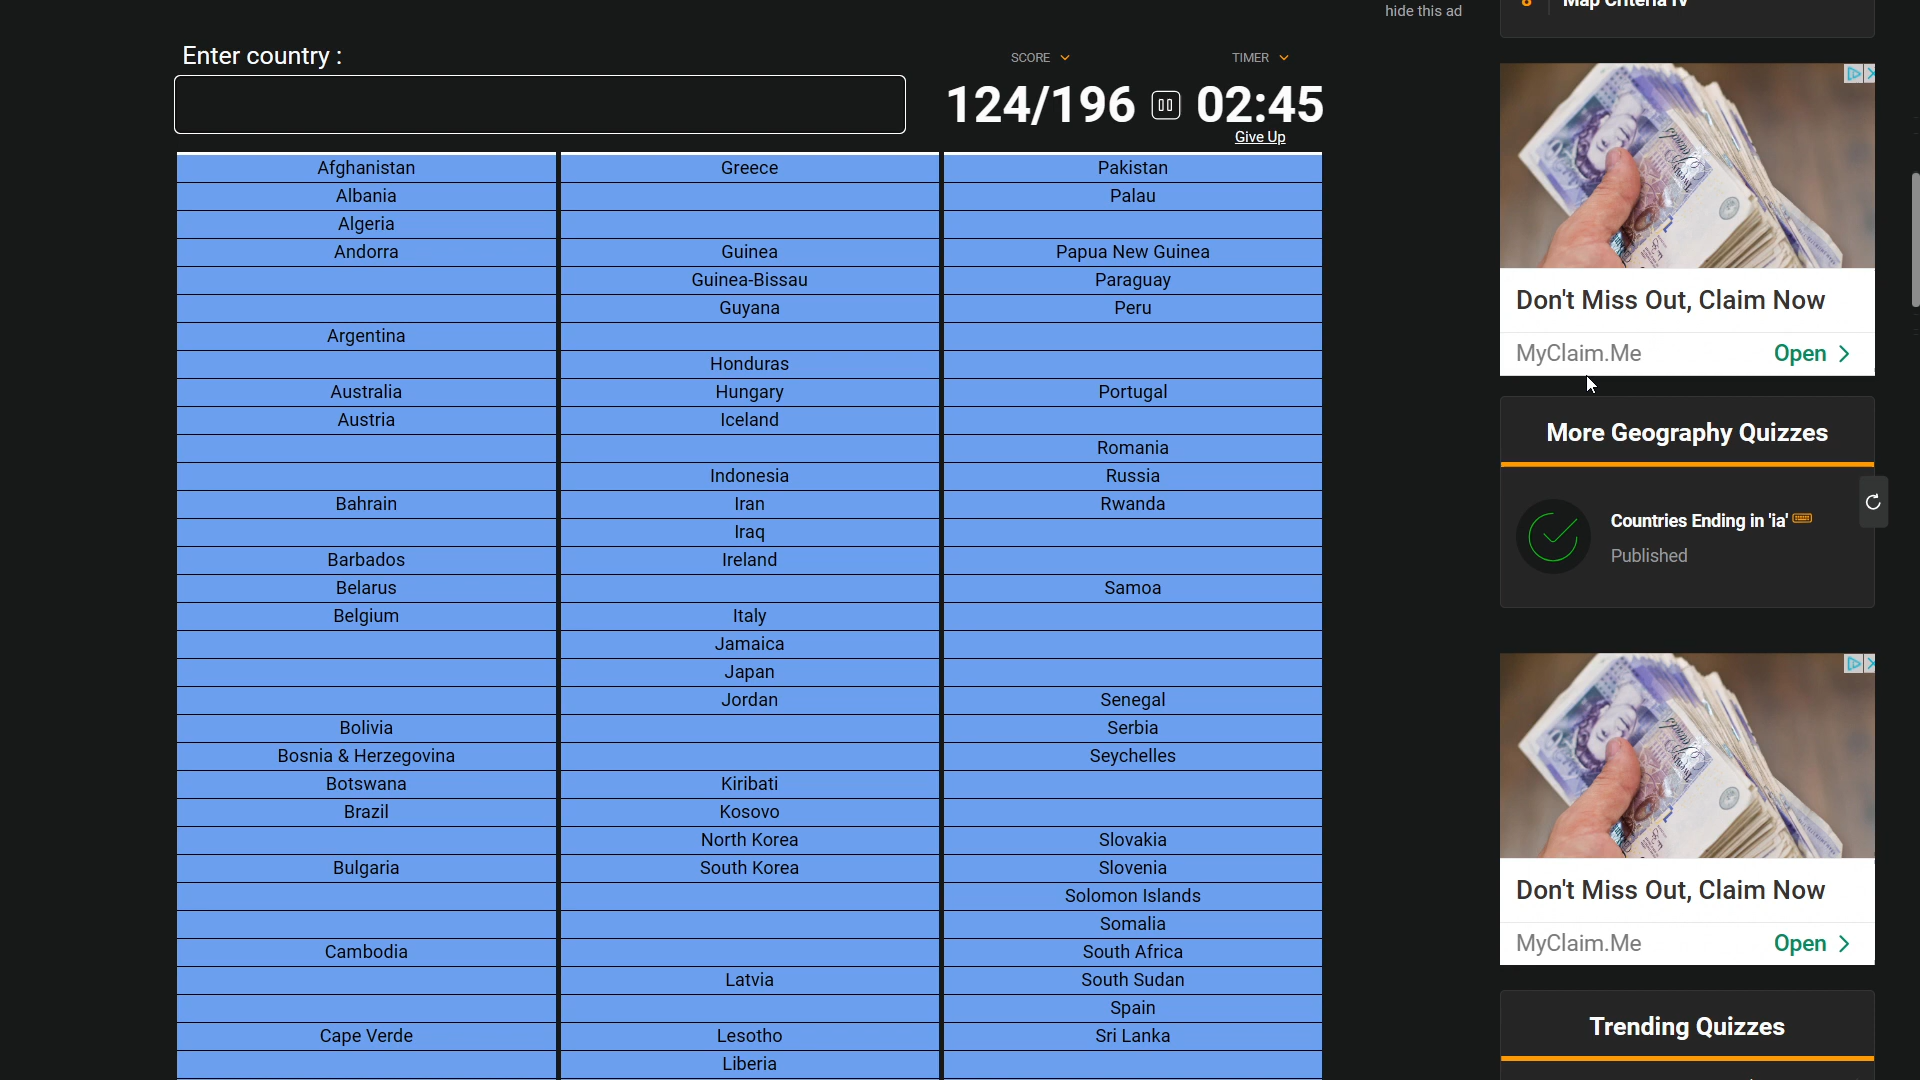 hide this ad
Enter country :
SCORE
TIMER
124/196
02:45
Give Up
Afghanistan
Albania
Algeria
Andorra
Argentina
Australia
Austria
Bahrain
Barbados
Belarus
Belgium
Bolivia
Bosnia & Herzegovina
Botswana
Brazil
Bulgaria
Cambodia
Cape Verde
Greece
Guinea
Guinea-Bissau
Guyana
Honduras
Hungary
Iceland
Indonesia
Iran
Iraq
Ireland
Italy
Jamaica
Japan
Jordan
Kiribati
Kosovo
North Korea
South Korea
Latvia
Lesotho
Liberia
Pakistan
Palau
Papua New Guinea
Paraguay
Peru
Portugal
Romania
Russia
Rwanda
Samoa
Senegal
Serbia
Seychelles
Slovakia
Slovenia
Solomon Islands
Somalia
South Africa
South Sudan
Spain
Sri Lanka
Map Criteria IV
Don't Miss Out, Claim Now
MyClaim.Me
Open
More Geography Quizzes
Countries Ending in 'ia'
Published
Don't Miss Out, Claim Now
MyClaim.Me
Open
Trending Quizzes